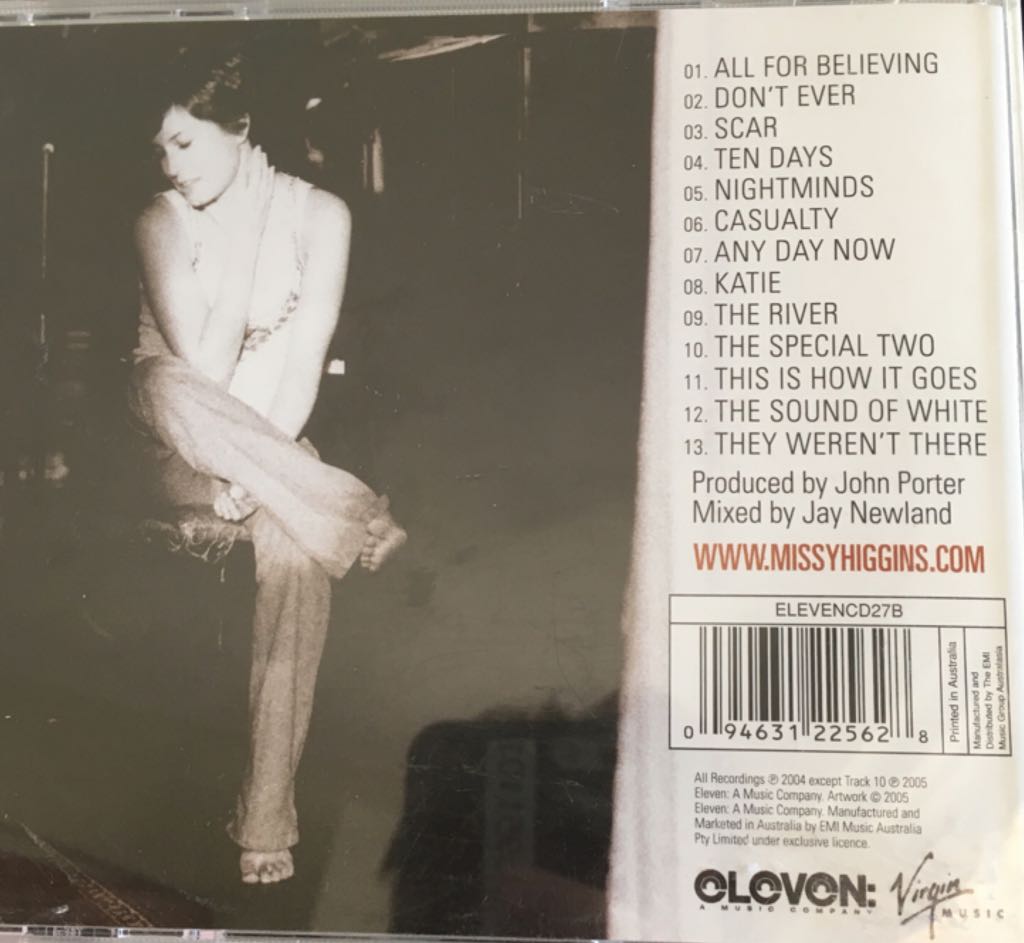 01. ALL FOR BELIEVING
02. DON'T EVER
03. SCAR
04. TEN DAYS
05. NIGHTMINDS
06. CASUALTY
07. ANY DAY NOW
08. KATIE
09. THE RIVER
10. THE SPECIAL TWO
11. THIS IS HOW IT GOES
12. THE SOUND OF WHITE
13. THEY WEREN'T THERE
Produced by John Porter
Mixed by Jay Newland
WWW.MISSYHIGGINS.COM
ELEVENCD27B
0 94631 22562 8
Printed in Australia
Manufactured and
Distributed by The EMI
Music Group Australasia
All Recordings ℗ 2004 except Track 10 ℗ 2005
Eleven: A Music Company. Artwork © 2005
Eleven: A Music Company. Manufactured and
Marketed in Australia by EMI Music Australia
Pty Limited under exclusive licence.
ELEVEN:
A MUSIC COMPANY
Virgin
MUSIC